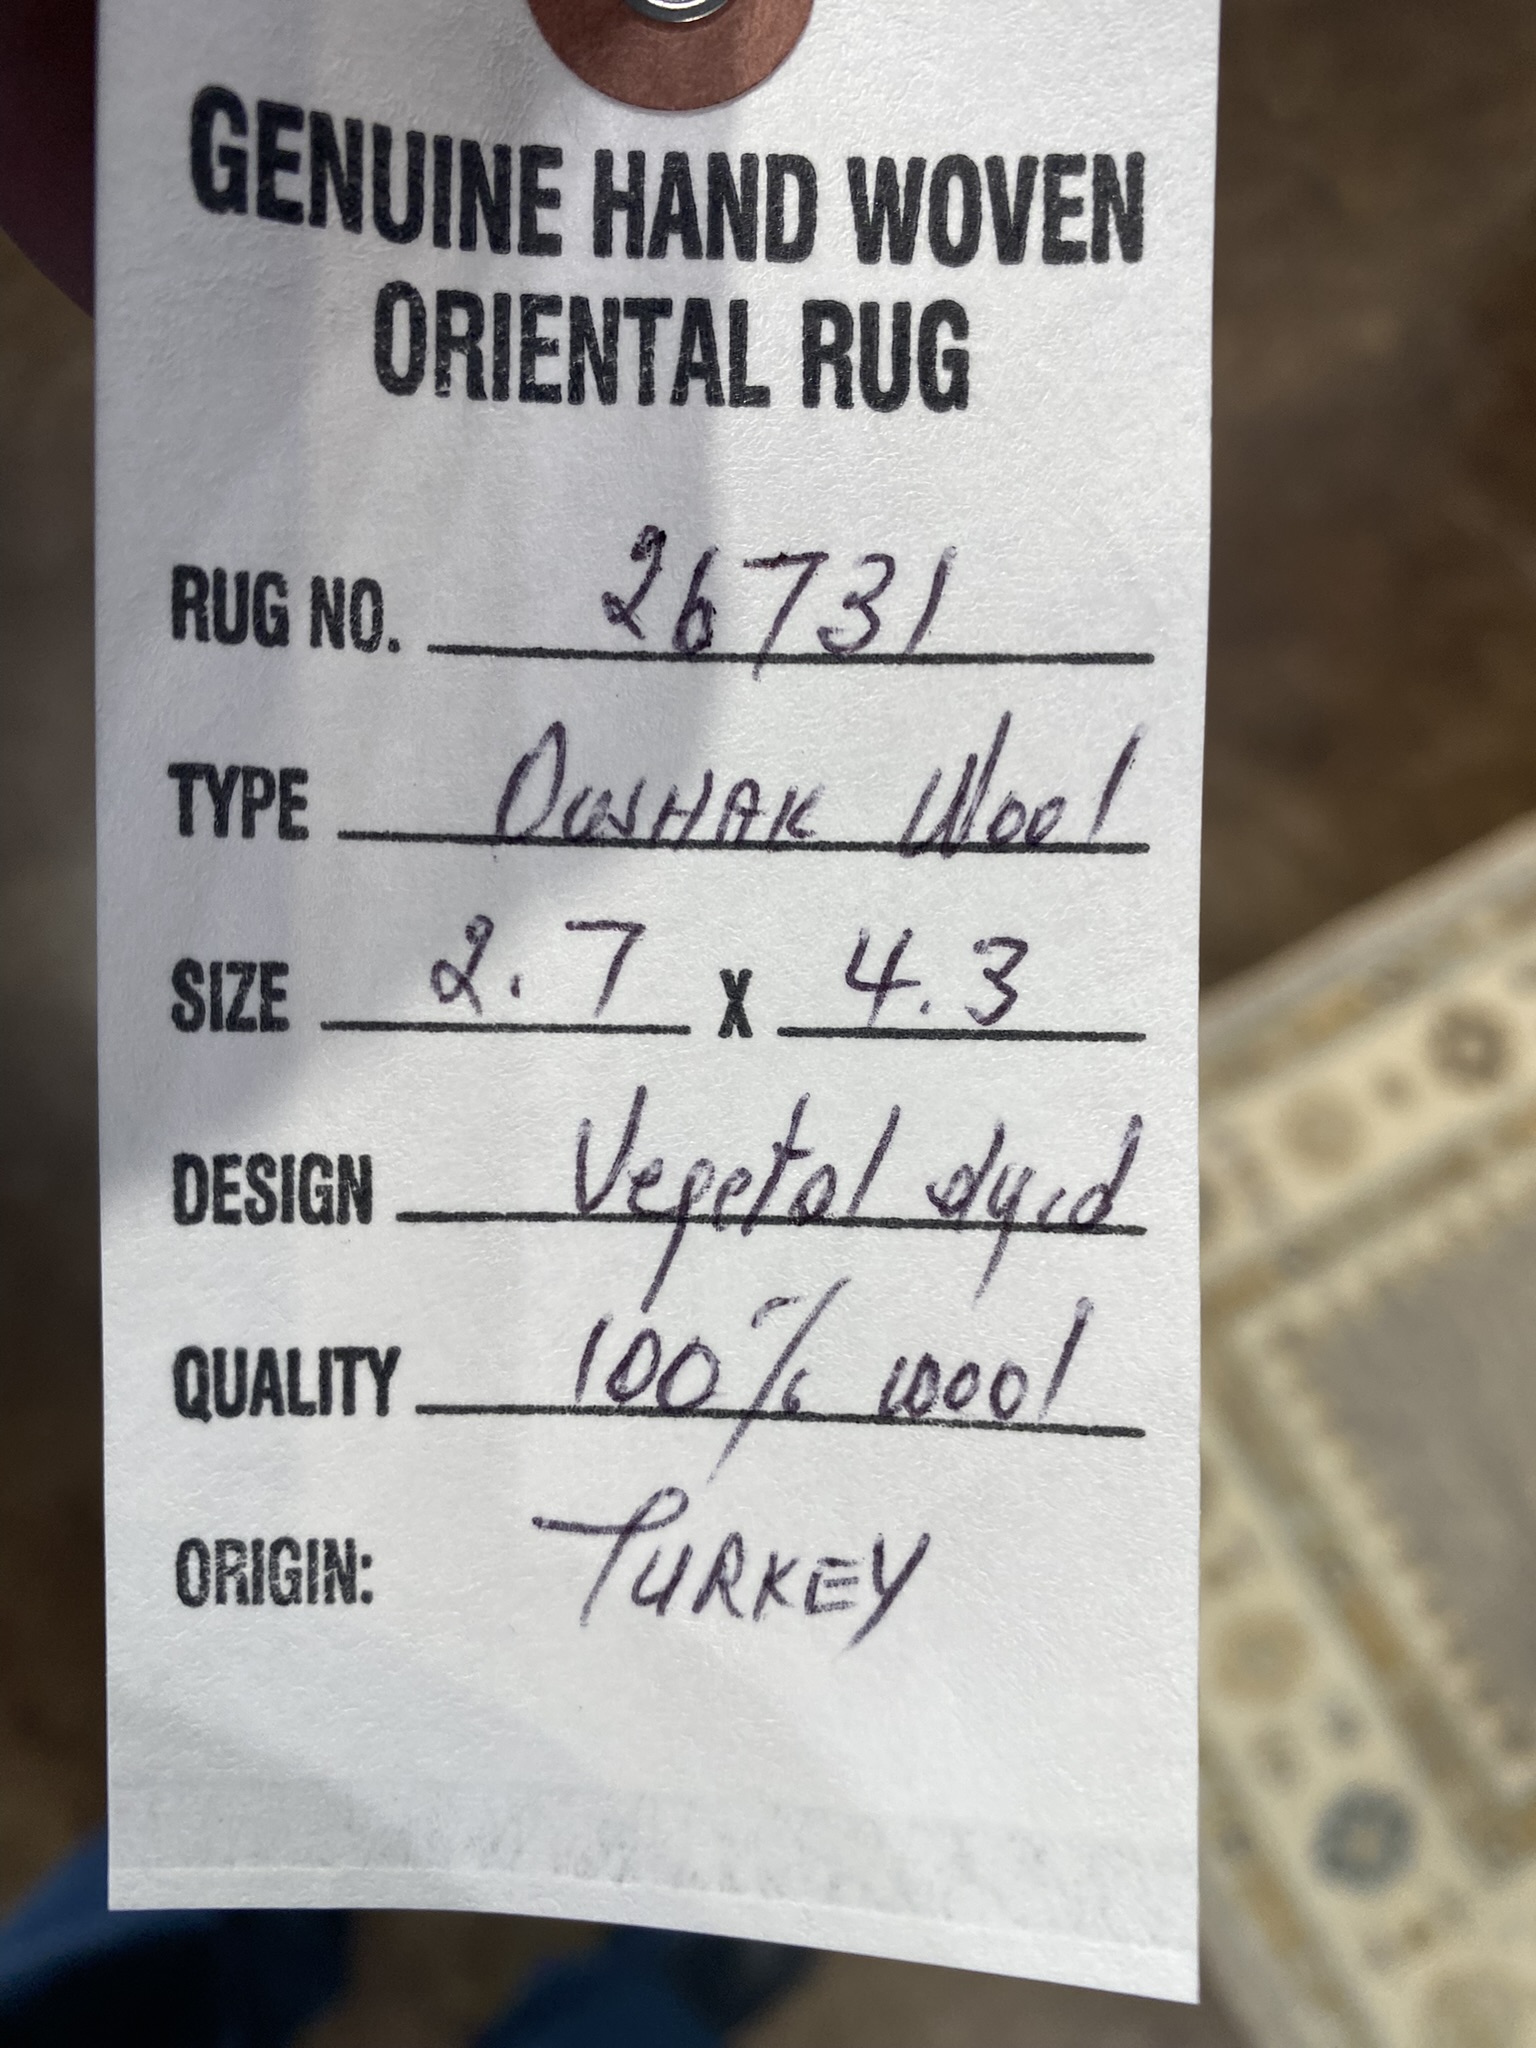 GENUINE HAND WOVEN
ORIENTAL RUG
RUG NO. 26731
TYPE OUSHAK Wool
SIZE 2.7 X 4.3
DESIGN Vegetal dyid
QUALITY 100% wool
ORIGIN: TURKEY